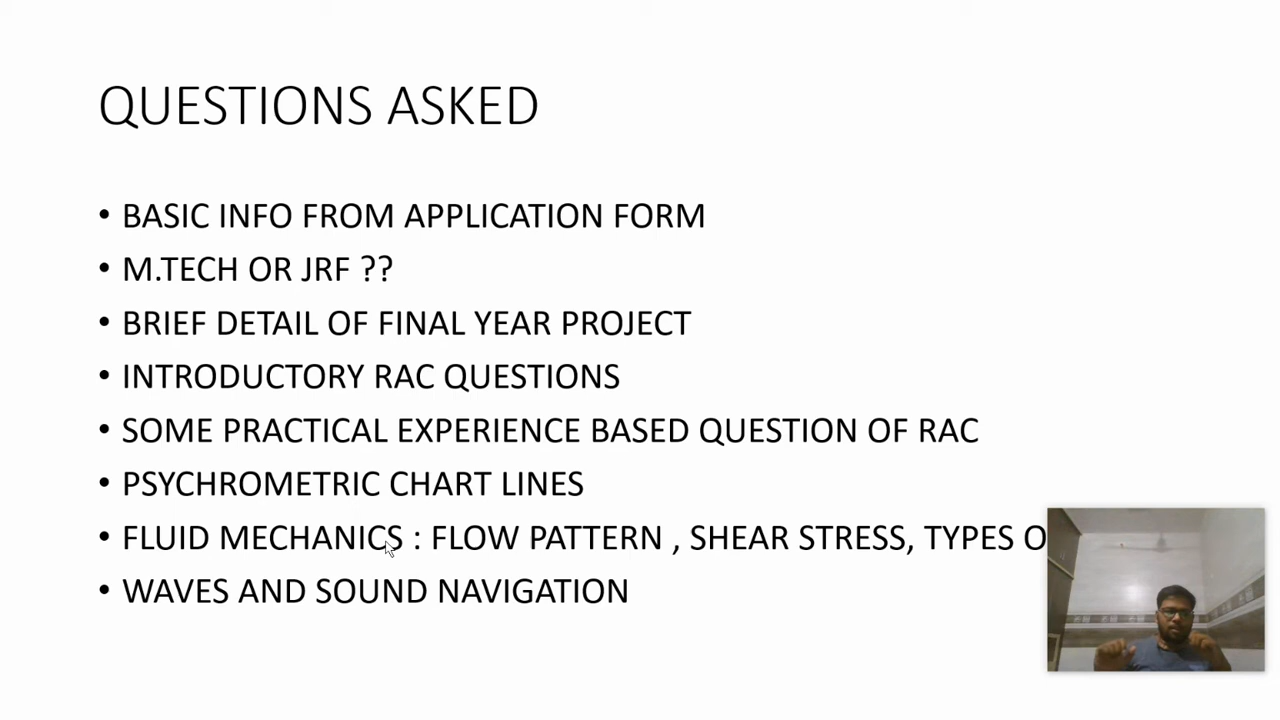 QUESTIONS ASKED
• BASIC INFO FROM APPLICATION FORM
• M.TECH OR JRF ??
• BRIEF DETAIL OF FINAL YEAR PROJECT
• INTRODUCTORY RAC QUESTIONS
• SOME PRACTICAL EXPERIENCE BASED QUESTION OF RAC
• PSYCHROMETRIC CHART LINES
• FLUID MECHANICS : FLOW PATTERN , SHEAR STRESS, TYPES
• WAVES AND SOUND NAVIGATION